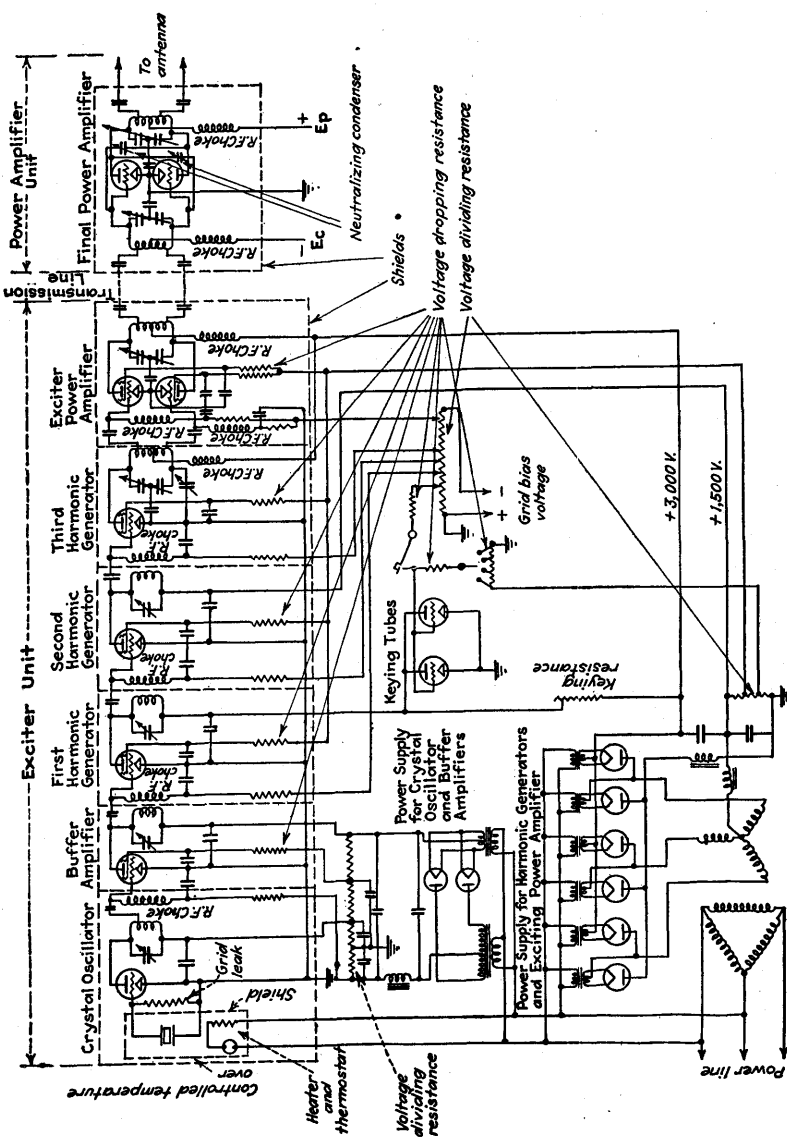 Exciter Unit
Power Amplifier
Unit
Transmission
Line
Crystal Oscillator
Buffer
Amplifier
First
Harmonic
Generator
Second
Harmonic
Generator
Third
Harmonic
Generator
Exciter
Power
Amplifier
Final Power Amplifier
To
antenna
R.F.Choke
R.F.
choke
R.F.
choke
R.F.
choke
R.F.Choke
R.F.Choke
R.F.Choke
R.F.Choke
R.F.Choke
R.F.Choke
- Ec
+
Ep
Grid
leak
Shield
Controlled temperature
over
Heater
and
thermostat
Voltage
dividing
resistance
Neutralizing condenser
Shields
Voltage dropping resistance
Voltage dividing resistance
Keying Tubes
+ -
Grid bias
voltage
Keying
resistance
+3,000 V.
+1,500 V.
Power Supply
for Crystal
Oscillator
and Buffer
Amplifiers
Power Supply for Harmonic Generators
and Exciting Power Amplifier
Power line